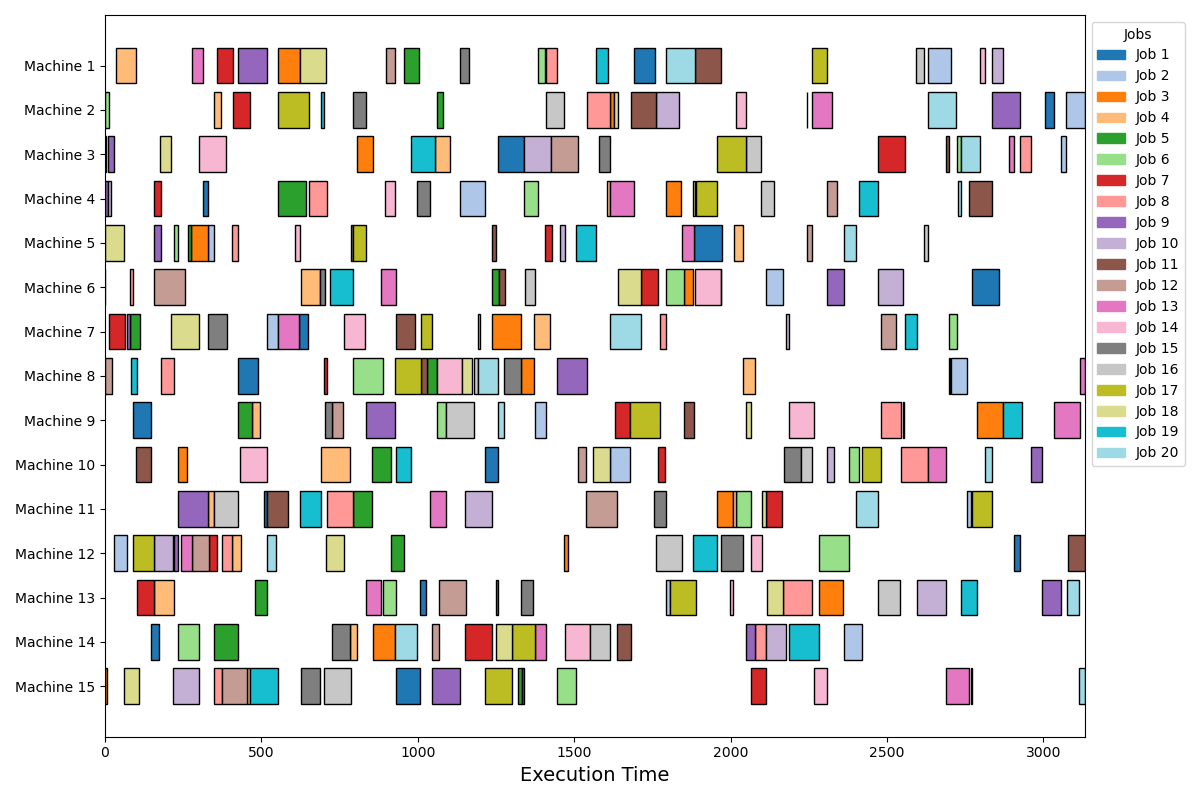 Machine 1
Machine 2
Machine 3
Machine 4
Machine 5
Machine 6
Machine 7
Machine 8
Machine 9
Machine 10
Machine 11
Machine 12
Machine 13
Machine 14
Machine 15
0 500 1000 1500 2000 2500 3000
Execution Time
Jobs
Job 1
Job 2
Job 3
Job 4
Job 5
Job 6
Job 7
Job 8
Job 9
Job 10
Job 11
Job 12
Job 13
Job 14
Job 15
Job 16
Job 17
Job 18
Job 19
Job 20